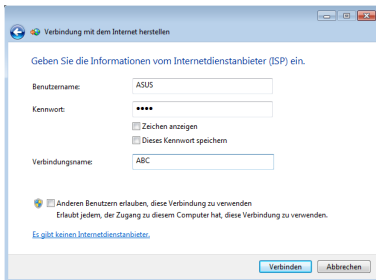 Verbindung mit dem Internet herstellen
Geben Sie die Informationen vom Internetdienstanbieter (ISP) ein.
Benutzername: ASUS
Kennwort: ••••
Zeichen anzeigen
Dieses Kennwort speichern
Verbindungsname: ABC
Anderen Benutzern erlauben, diese Verbindung zu verwenden
Erlaubt jedem, der Zugang zu diesem Computer hat, diese Verbindung zu verwenden.
Es gibt keinen Internetdienstanbieter.
Verbinden Abbrechen